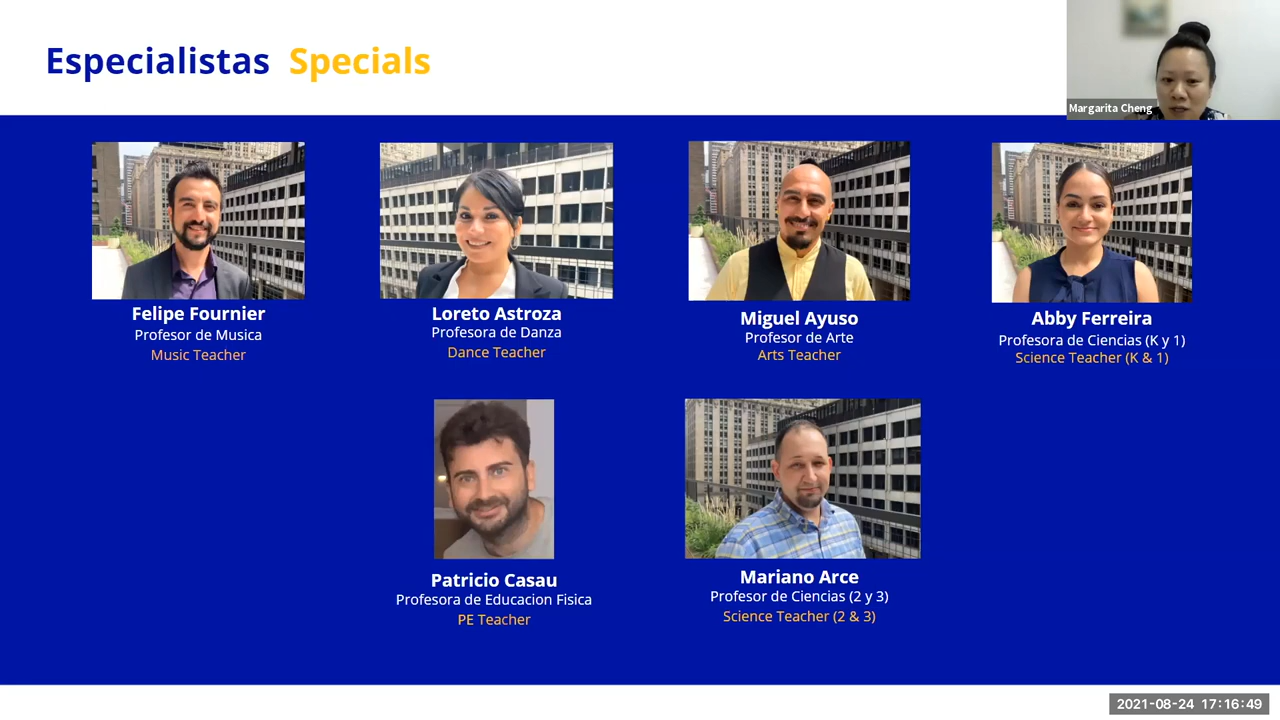 Especialistas Specials
Margarita Cheng
Felipe Fournier
Profesor de Musica
Music Teacher
Loreto Astroza
Profesora de Danza
Dance Teacher
Miguel Ayuso
Profesor de Arte
Arts Teacher
Abby Ferreira
Profesora de Ciencias (K y 1)
Science Teacher (K & 1)
Patricio Casau
Profesora de Educacion Fisica
PE Teacher
Mariano Arce
Profesor de Ciencias (2 y 3)
Science Teacher (2 & 3)
2021-08-24 17:16:49